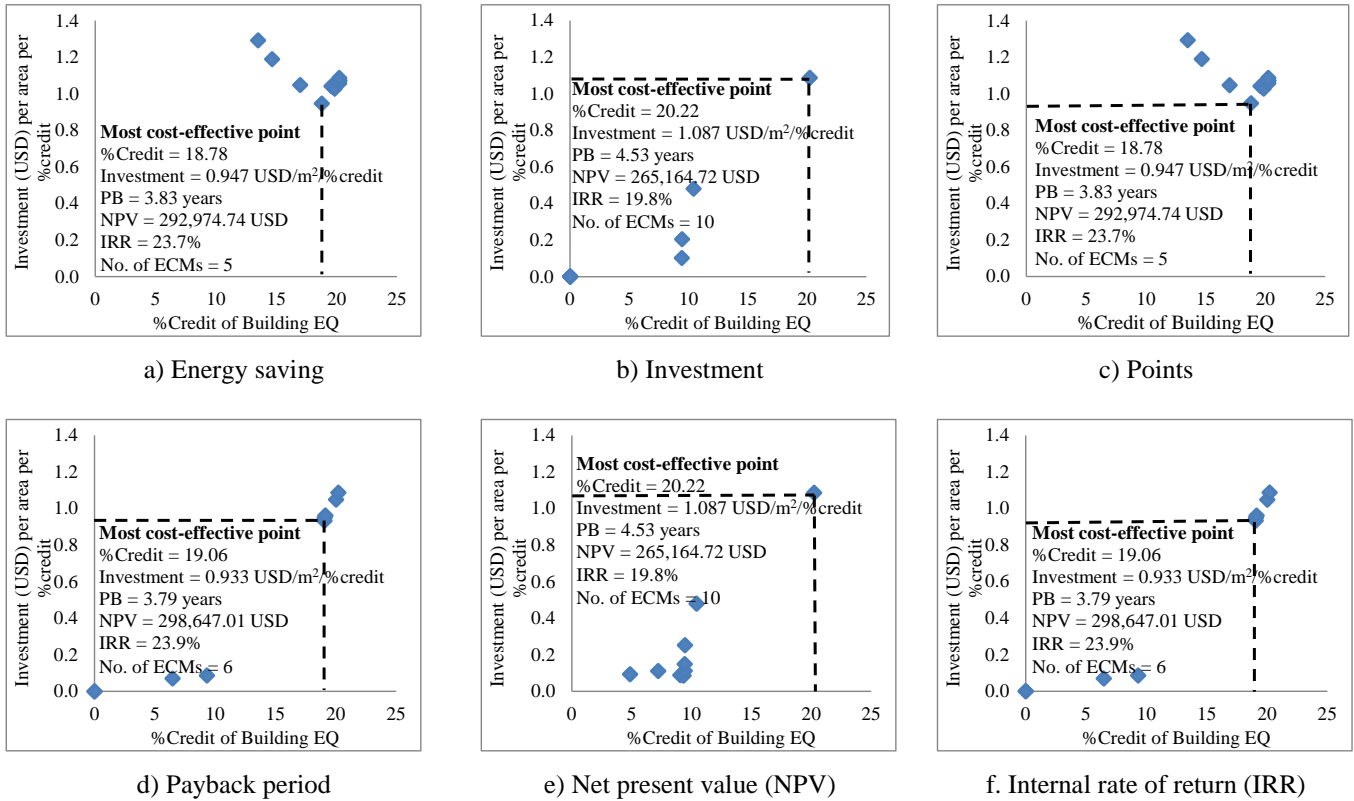 Investment (USD) per area per
%credit
1.4
1.2
1.0
0.8
0.6
0.4
0.2
0.0
Most cost-effective point
%Credit = 18.78
Investment = 0.947 USD/m²/%credit
PB = 3.83 years
NPV = 292,974.74 USD
IRR = 23.7%
No. of ECMs = 5
0 5 10 15 20 25
%Credit of Building EQ
a) Energy saving
Investment (USD) per area per
%credit
1.4
1.2
1.0
0.8
0.6
0.4
0.2
0.0
Most cost-effective point
%Credit = 20.22
Investment = 1.087 USD/m²/%credit
PB = 4.53 years
NPV = 265,164.72 USD
IRR = 19.8%
No. of ECMs = 10
0 5 10 15 20 25
%Credit of Building EQ
b) Investment
Investment (USD) per area per
%credit
1.4
1.2
1.0
0.8
0.6
0.4
0.2
0.0
Most cost-effective point
%Credit = 18.78
Investment = 0.947 USD/m²/%credit
PB = 3.83 years
NPV = 292,974.74 USD
IRR = 23.7%
No. of ECMs = 5
0 5 10 15 20 25
%Credit of Building EQ
c) Points
Investment (USD) per area per
%credit
1.4
1.2
1.0
0.8
0.6
0.4
0.2
0.0
Most cost-effective point
%Credit = 19.06
Investment = 0.933 USD/m²/%credit
PB = 3.79 years
NPV = 298,647.01 USD
IRR = 23.9%
No. of ECMs = 6
0 5 10 15 20 25
%Credit of Building EQ
d) Payback period
Investment (USD) per area per
%credit
1.4
1.2
1.0
0.8
0.6
0.4
0.2
0.0
Most cost-effective point
%Credit = 20.22
Investment = 1.087 USD/m²/%credit
PB = 4.53 years
NPV = 265,164.72 USD
IRR = 19.8%
No. of ECMs = 10
0 5 10 15 20 25
%Credit of Building EQ
e) Net present value (NPV)
Investment (USD) per area per
%credit
1.4
1.2
1.0
0.8
0.6
0.4
0.2
0.0
Most cost-effective point
%Credit = 19.06
Investment = 0.933 USD/m²/%credit
PB = 3.79 years
NPV = 298,647.01 USD
IRR = 23.9%
No. of ECMs = 6
0 5 10 15 20 25
%Credit of Building EQ
f. Internal rate of return (IRR)